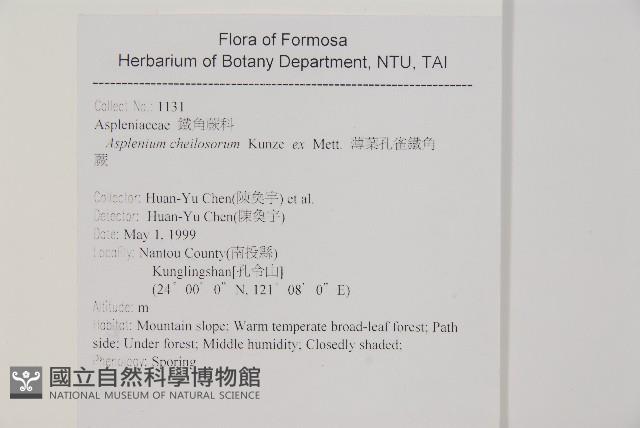 Flora of Formosa
Herbarium of Botany Department, NTU, TAI
Collect No.: 1131
Aspleniaceae 鐵角蕨科
Asplenium cheilosorum Kunze ex Mett. 薄葉孔雀鐵角
蕨
Collector: Huan-Yu Chen(陳奐宇) et al.
Detector: Huan-Yu Chen(陳奐宇)
Date: May 1, 1999
Locality: Nantou County(南投縣)
Kunglingshan[孔令山]
(24° 00' 0" N, 121° 08' 0" E)
Altitude: m
Habitat: Mountain slope; Warm temperate broad-leaf forest; Path
side; Under forest; Middle humidity; Closedly shaded;
Phenology: Sporing
國立自然科學博物館
NATIONAL MUSEUM OF NATURAL SCIENCE